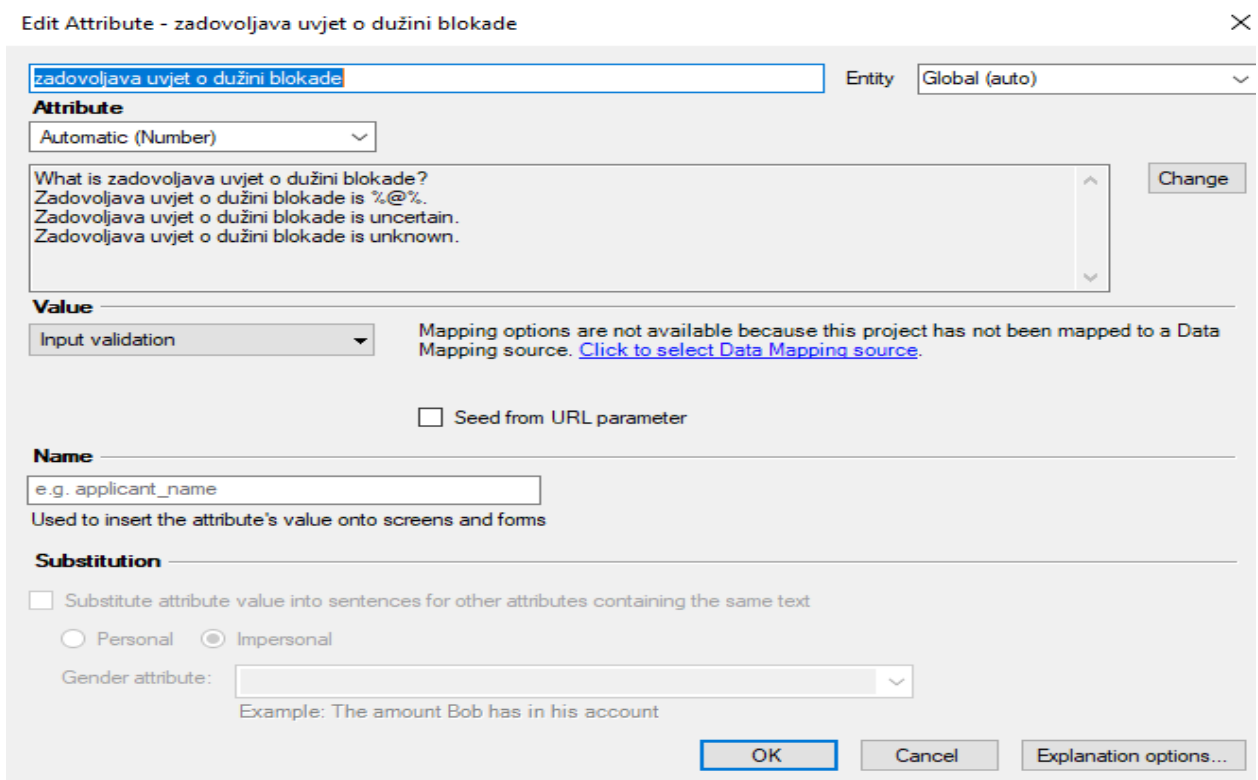 Edit Attribute - zadovoljava uvjet o dužini blokade
zadovoljava uvjet o dužini blokade
Entity
Global (auto)
Attribute
Automatic (Number)
What is zadovoljava uvjet o dužini blokade?
Zadovoljava uvjet o dužini blokade is %@%.
Zadovoljava uvjet o dužini blokade is uncertain.
Zadovoljava uvjet o dužini blokade is unknown.
Change
Value
Input validation
Mapping options are not available because this project has not been mapped to a Data
Mapping source. Click to select Data Mapping source.
Seed from URL parameter
Name
e.g. applicant_name
Used to insert the attribute's value onto screens and forms
Substitution
Substitute attribute value into sentences for other attributes containing the same text
Personal
Impersonal
Gender attribute:
Example: The amount Bob has in his account
OK
Cancel
Explanation options...